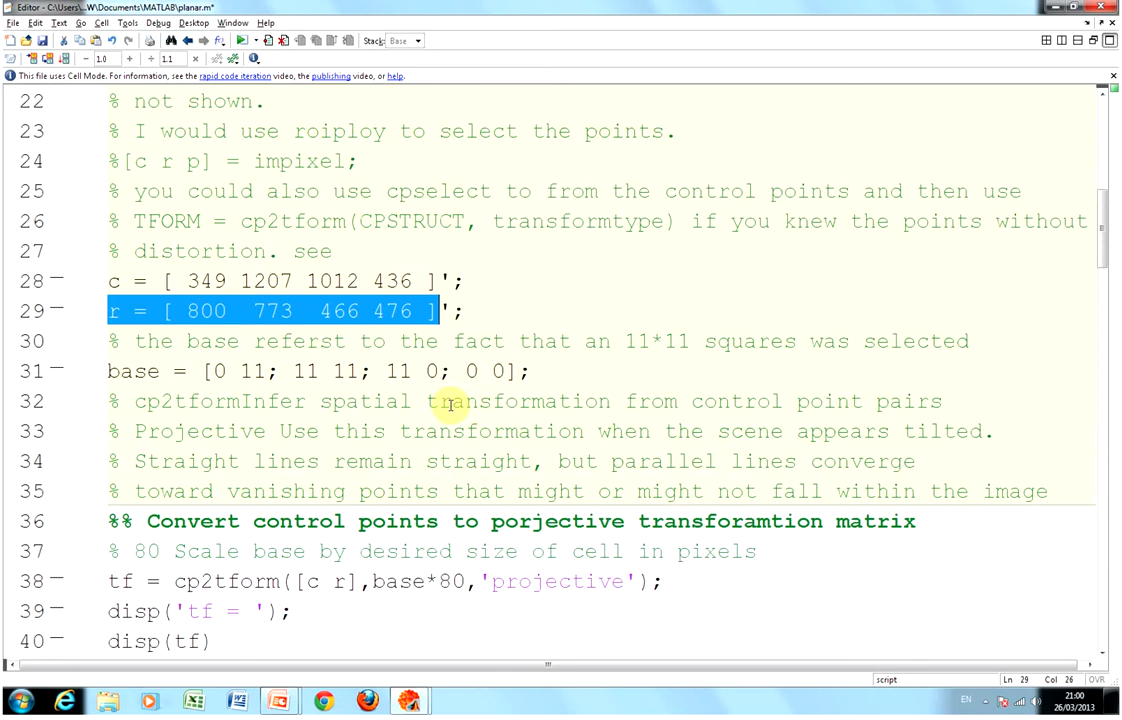 Editor - C:\Users\...W\Documents\MATLAB\planar.m*
File Edit Text Go Cell Tools Debug Desktop Window Help
Stack: Base
1.0 1.1
This file uses Cell Mode. For information, see the rapid code iteration video, the publishing video, or help.
22 % not shown.
23 % I would use roiploy to select the points.
24 %[c r p] = impixel;
25 % you could also use cpselect to from the control points and then use
26 % TFORM = cp2tform(CPSTRUCT, transformtype) if you knew the points without
27 % distortion. see
28 c = [ 349 1207 1012 436 ]';
29 r = [ 800 773 466 476 ]';
30 % the base referst to the fact that an 11*11 squares was selected
31 base = [0 11; 11 11; 11 0; 0 0];
32 % cp2tformInfer spatial transformation from control point pairs
33 % Projective Use this transformation when the scene appears tilted.
34 % Straight lines remain straight, but parallel lines converge
35 % toward vanishing points that might or might not fall within the image
36 %% Convert control points to porjective transforamtion matrix
37 % 80 Scale base by desired size of cell in pixels
38 tf = cp2tform([c r],base*80,'projective');
39 disp('tf = ');
40 disp(tf)
script Ln 29 Col 26 OVR
EN 21:00
26/03/2013